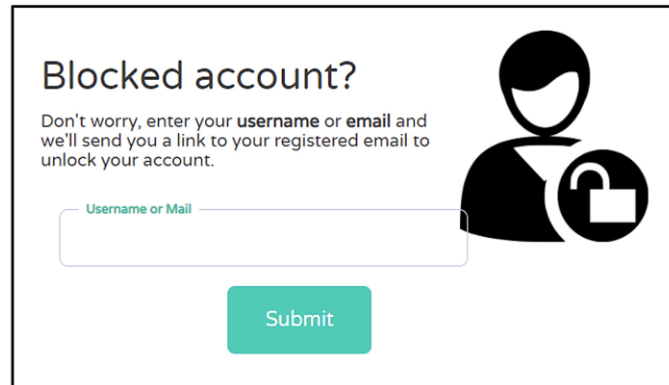 Blocked account?
Don't worry, enter your username or email and
we'll send you a link to your registered email to
unlock your account.
Username or Mail
Submit